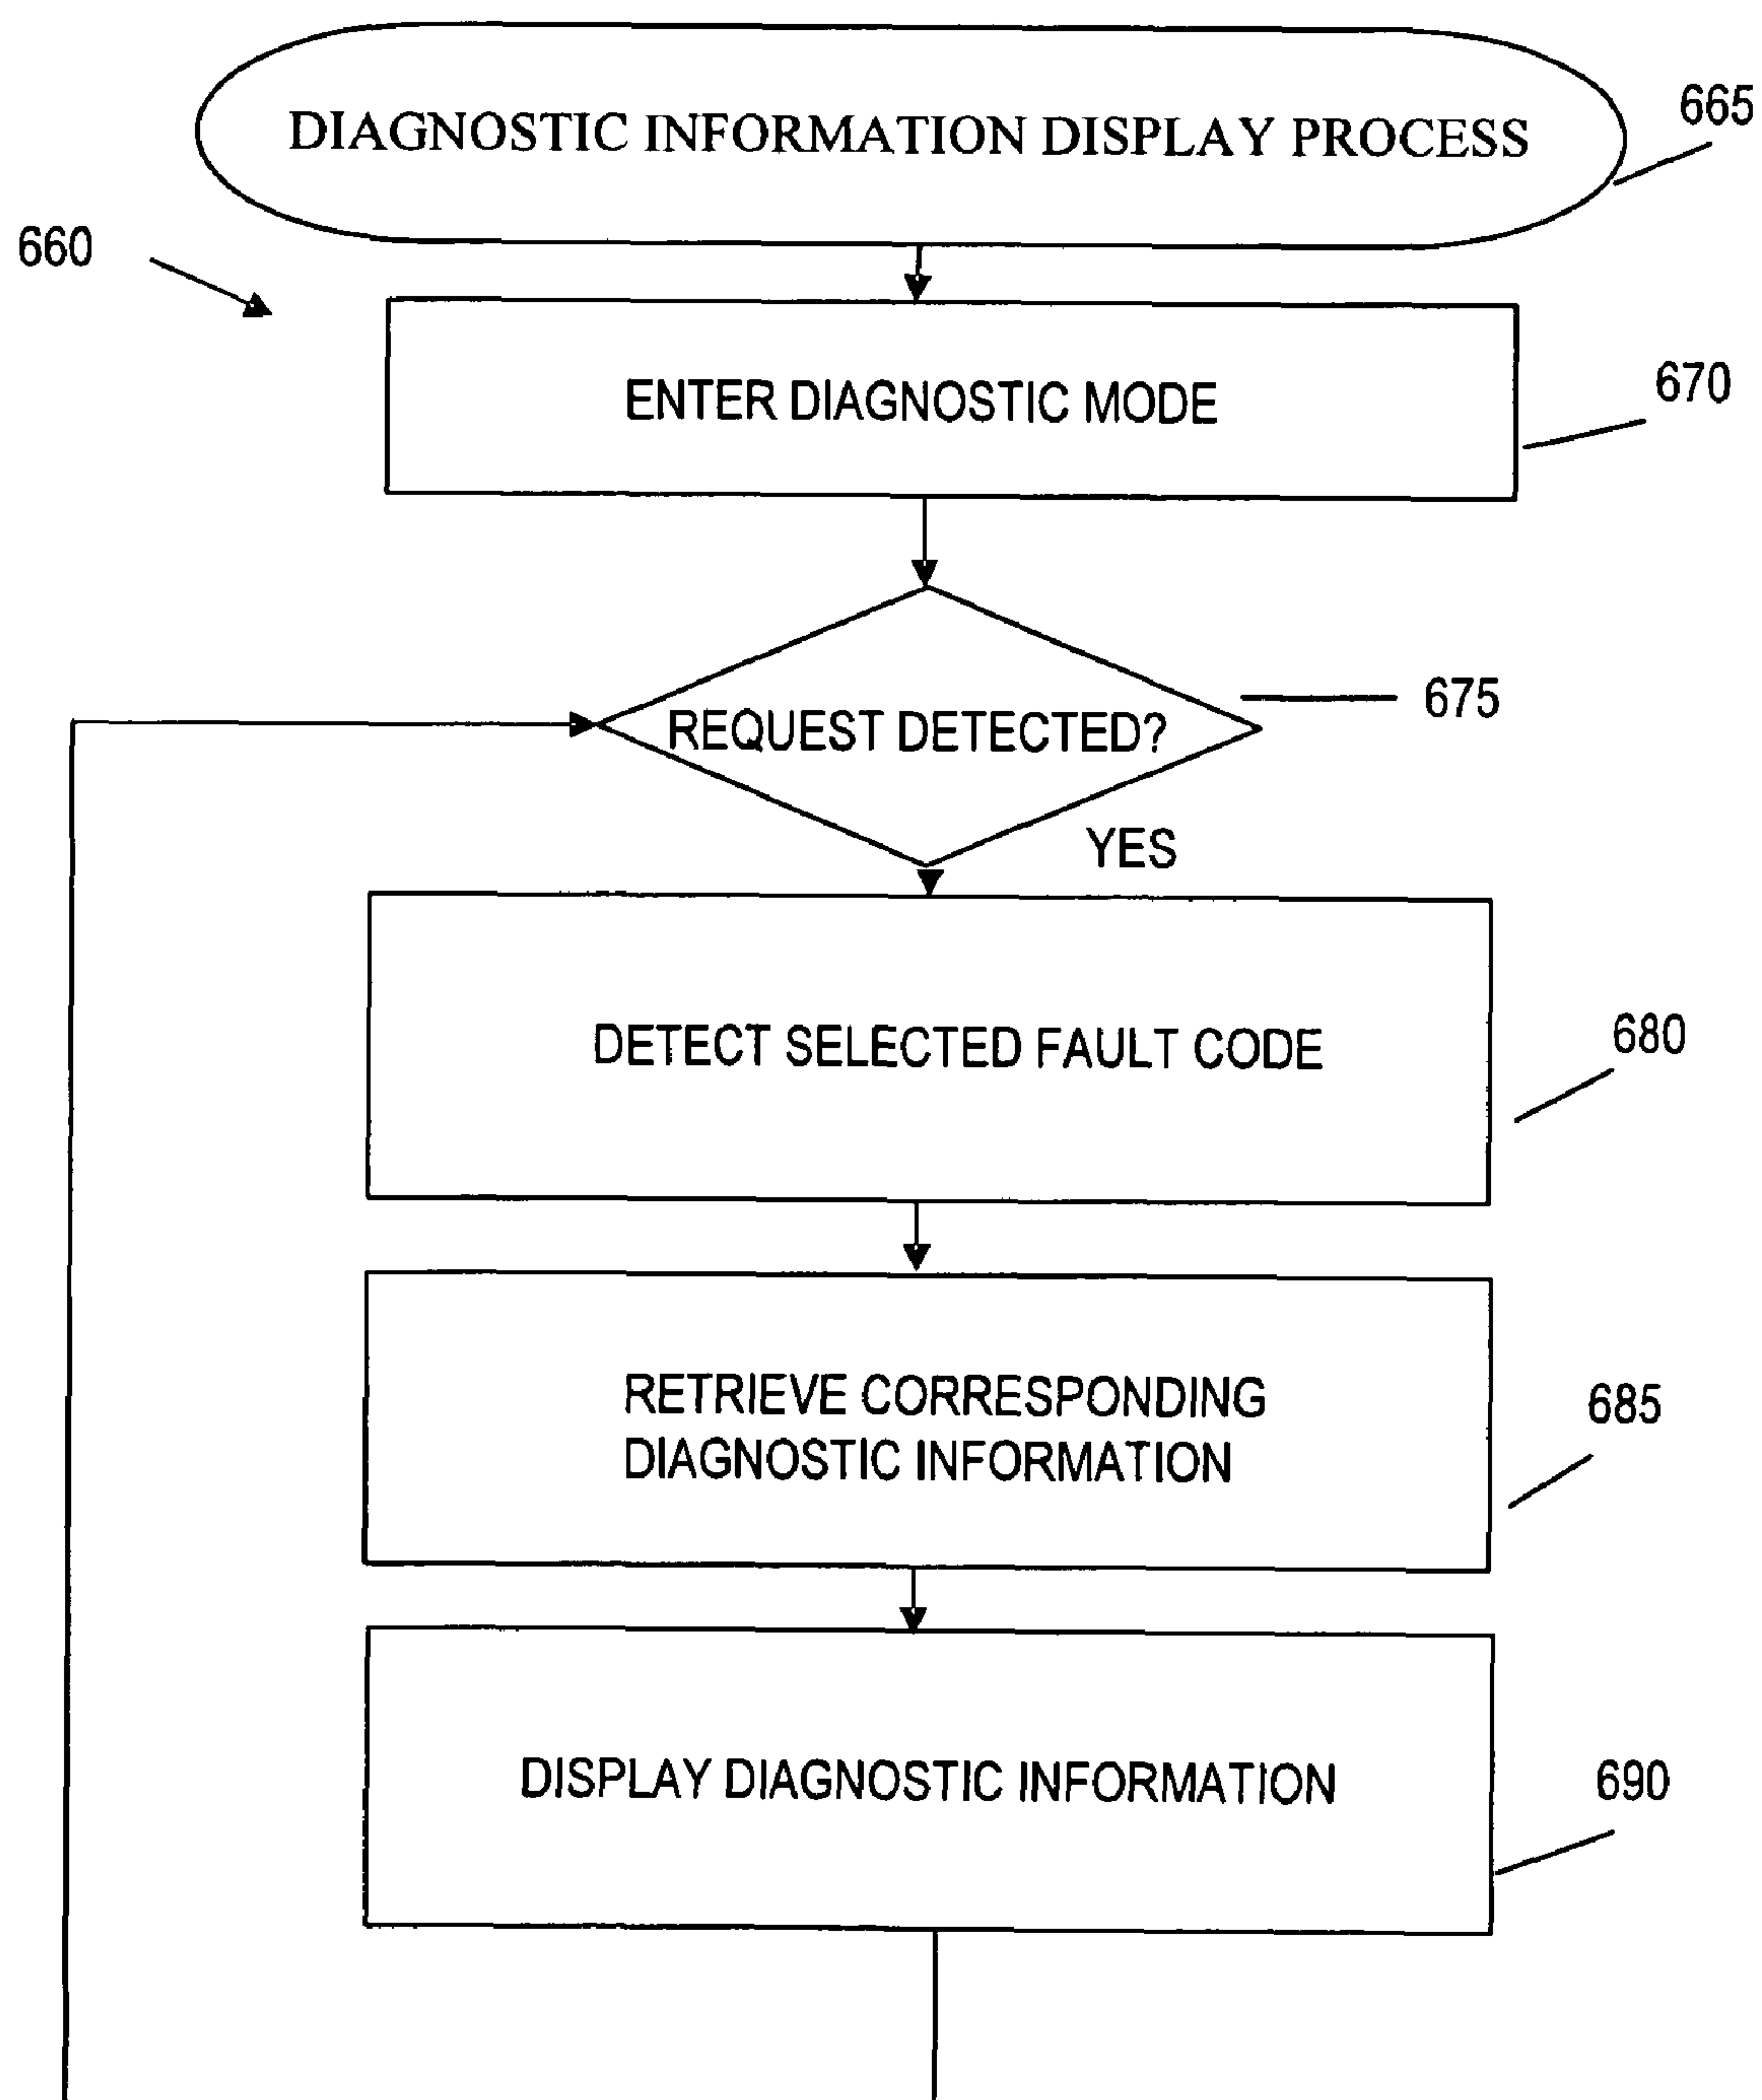 DIAGNOSTIC INFORMATION DISPLAY PROCESS
665
660
ENTER DIAGNOSTIC MODE
670
REQUEST DETECTED?
675
YES
DETECT SELECTED FAULT CODE
680
RETRIEVE CORRESPONDING
DIAGNOSTIC INFORMATION
685
DISPLAY DIAGNOSTIC INFORMATION
690